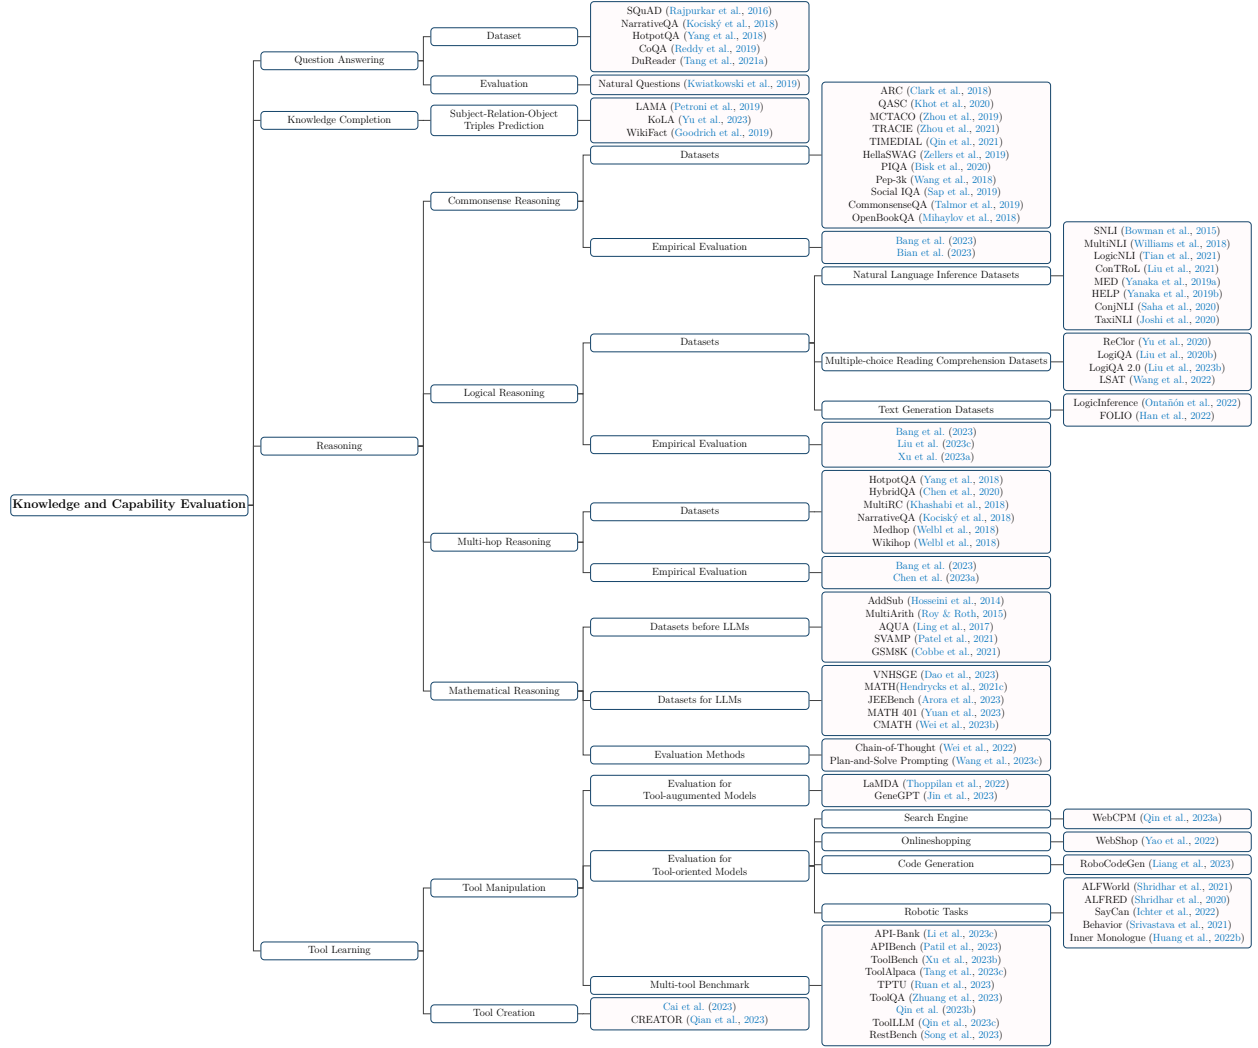 Knowledge and Capability Evaluation
Question Answering
Dataset
SQuAD (Rajpurkar et al., 2016)
NarrativeQA (Kociský et al., 2018)
HotpotQA (Yang et al., 2018)
CoQA (Reddy et al., 2019)
DuReader (Tang et al., 2021a)
Evaluation
Natural Questions (Kwiatkowski et al., 2019)
Knowledge Completion
Subject-Relation-Object
Triples Prediction
LAMA (Petroni et al., 2019)
KoLA (Yu et al., 2023)
WikiFact (Goodrich et al., 2019)
Reasoning
Commonsense Reasoning
Datasets
ARC (Clark et al., 2018)
QASC (Khot et al., 2020)
MCTACO (Zhou et al., 2019)
TRACIE (Zhou et al., 2021)
TIMEDIAL (Qin et al., 2021)
HellaSWAG (Zellers et al., 2019)
PIQA (Bisk et al., 2020)
Pep-3k (Wang et al., 2018)
Social IQA (Sap et al., 2019)
CommonsenseQA (Talmor et al., 2019)
OpenBookQA (Mihaylov et al., 2018)
Empirical Evaluation
Bang et al. (2023)
Bian et al. (2023)
Logical Reasoning
Datasets
Natural Language Inference Datasets
SNLI (Bowman et al., 2015)
MultiNLI (Williams et al., 2018)
LogicNLI (Tian et al., 2021)
ConTRoL (Liu et al., 2021)
MED (Yanaka et al., 2019a)
HELP (Yanaka et al., 2019b)
ConjNLI (Saha et al., 2020)
TaxiNLI (Joshi et al., 2020)
Multiple-choice Reading Comprehension Datasets
ReClor (Yu et al., 2020)
LogiQA (Liu et al., 2020b)
LogiQA 2.0 (Liu et al., 2023b)
LSAT (Wang et al., 2022)
Text Generation Datasets
LogicInference (Ontañón et al., 2022)
FOLIO (Han et al., 2022)
Empirical Evaluation
Bang et al. (2023)
Liu et al. (2023c)
Xu et al. (2023a)
Multi-hop Reasoning
Datasets
HotpotQA (Yang et al., 2018)
HybridQA (Chen et al., 2020)
MultiRC (Khashabi et al., 2018)
NarrativeQA (Kociský et al., 2018)
Medhop (Welbl et al., 2018)
Wikihop (Welbl et al., 2018)
Empirical Evaluation
Bang et al. (2023)
Chen et al. (2023a)
Mathematical Reasoning
Datasets before LLMs
AddSub (Hosseini et al., 2014)
MultiArith (Roy & Roth, 2015)
AQUA (Ling et al., 2017)
SVAMP (Patel et al., 2021)
GSM8K (Cobbe et al., 2021)
Datasets for LLMs
VNHSGE (Dao et al., 2023)
MATH(Hendrycks et al., 2021c)
JEEBench (Arora et al., 2023)
MATH 401 (Yuan et al., 2023)
CMATH (Wei et al., 2023b)
Evaluation Methods
Chain-of-Thought (Wei et al., 2022)
Plan-and-Solve Prompting (Wang et al., 2023c)
Tool Learning
Tool Manipulation
Evaluation for
Tool-augumented Models
LaMDA (Thoppilan et al., 2022)
GeneGPT (Jin et al., 2023)
Evaluation for
Tool-oriented Models
Search Engine
WebCPM (Qin et al., 2023a)
Onlineshopping
WebShop (Yao et al., 2022)
Code Generation
RoboCodeGen (Liang et al., 2023)
Robotic Tasks
ALFWorld (Shridhar et al., 2021)
ALFRED (Shridhar et al., 2020)
SayCan (Ichter et al., 2022)
Behavior (Srivastava et al., 2021)
Inner Monologue (Huang et al., 2022b)
Multi-tool Benchmark
API-Bank (Li et al., 2023c)
APIBench (Patil et al., 2023)
ToolBench (Xu et al., 2023b)
ToolAlpaca (Tang et al., 2023c)
TPTU (Ruan et al., 2023)
ToolQA (Zhuang et al., 2023)
Qin et al. (2023b)
ToolLLM (Qin et al., 2023c)
RestBench (Song et al., 2023)
Tool Creation
Cai et al. (2023)
CREATOR (Qian et al., 2023)